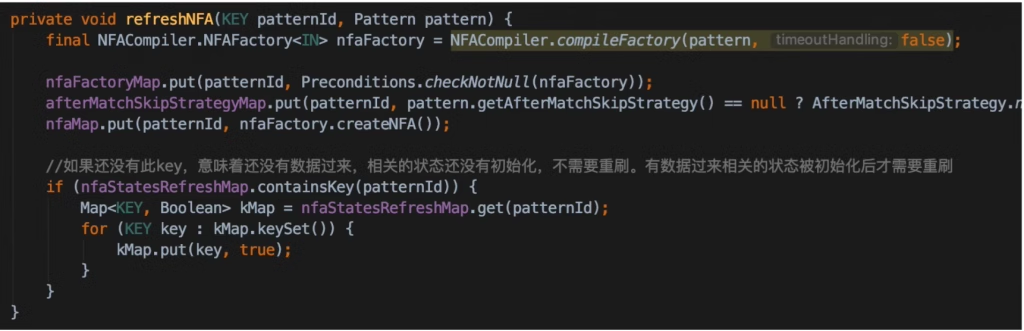 private void refreshNFA(KEY patternId, Pattern pattern) {
    final NFACompiler.NFAFactory<IN> nfaFactory = NFACompiler.compileFactory(pattern, timeoutHandling: false);

    nfaFactoryMap.put(patternId, Preconditions.checkNotNull(nfaFactory));
    afterMatchSkipStrategyMap.put(patternId, pattern.getAfterMatchSkipStrategy() == null ? AfterMatchSkipStrategy.n
    nfaMap.put(patternId, nfaFactory.createNFA());

    //如果还没有此key，意味着还没有数据过来，相关的状态还没有初始化，不需要重刷。有数据过来相关的状态被初始化后才需要重刷
    if (nfaStatesRefreshMap.containsKey(patternId)) {
        Map<KEY, Boolean> kMap = nfaStatesRefreshMap.get(patternId);
        for (KEY key : kMap.keySet()) {
            kMap.put(key, true);
        }
    }
}